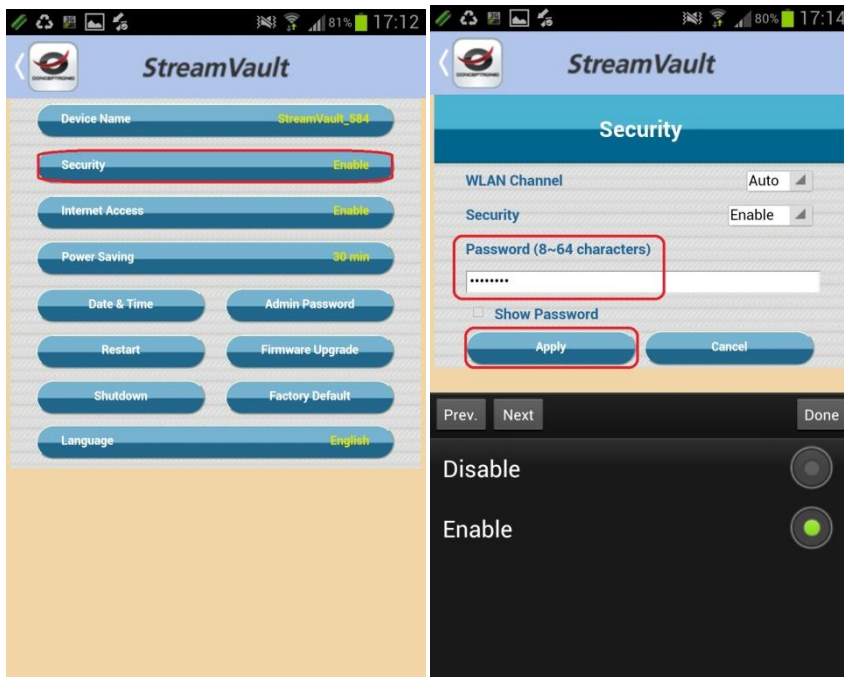 81% 17:12
CONCEPTRONIC
StreamVault
Device Name StreamVault_584
Security Enable
Internet Access Enable
Power Saving 30 min
Date & Time Admin Password
Restart Firmware Upgrade
Shutdown Factory Default
Language English
80% 17:14
CONCEPTRONIC
StreamVault
Security
WLAN Channel Auto
Security Enable
Password (8~64 characters)
••••••••
Show Password
Apply Cancel
Prev. Next Done
Disable
Enable